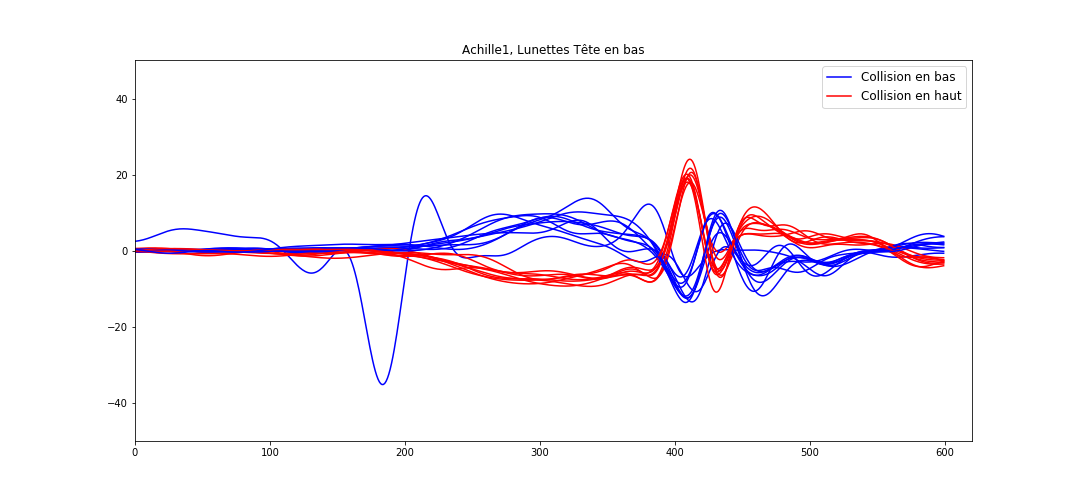 Achille1, Lunettes Tête en bas
Collision en bas
Collision en haut
40
20
0
−20
−40
0 100 200 300 400 500 600